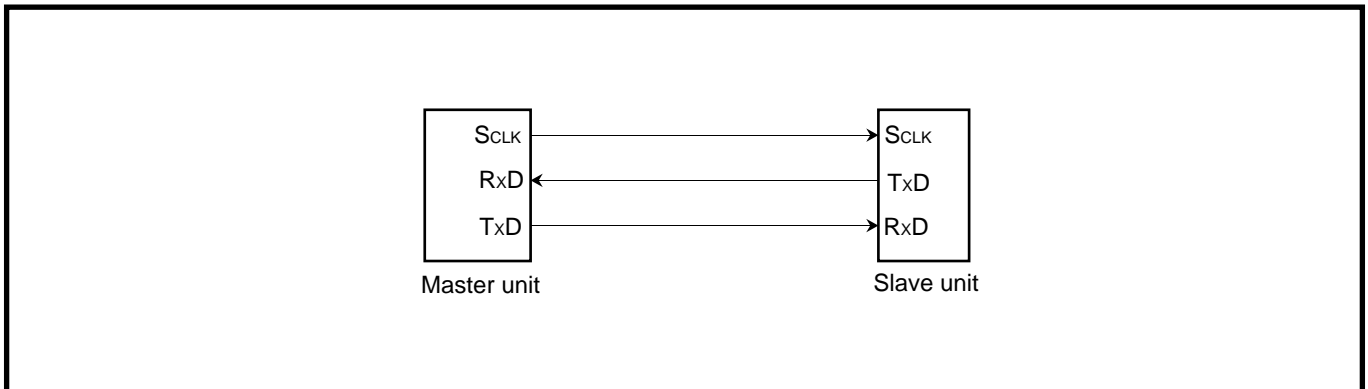 SCLK
RxD
TxD
Master unit
SCLK
TxD
RxD
Slave unit